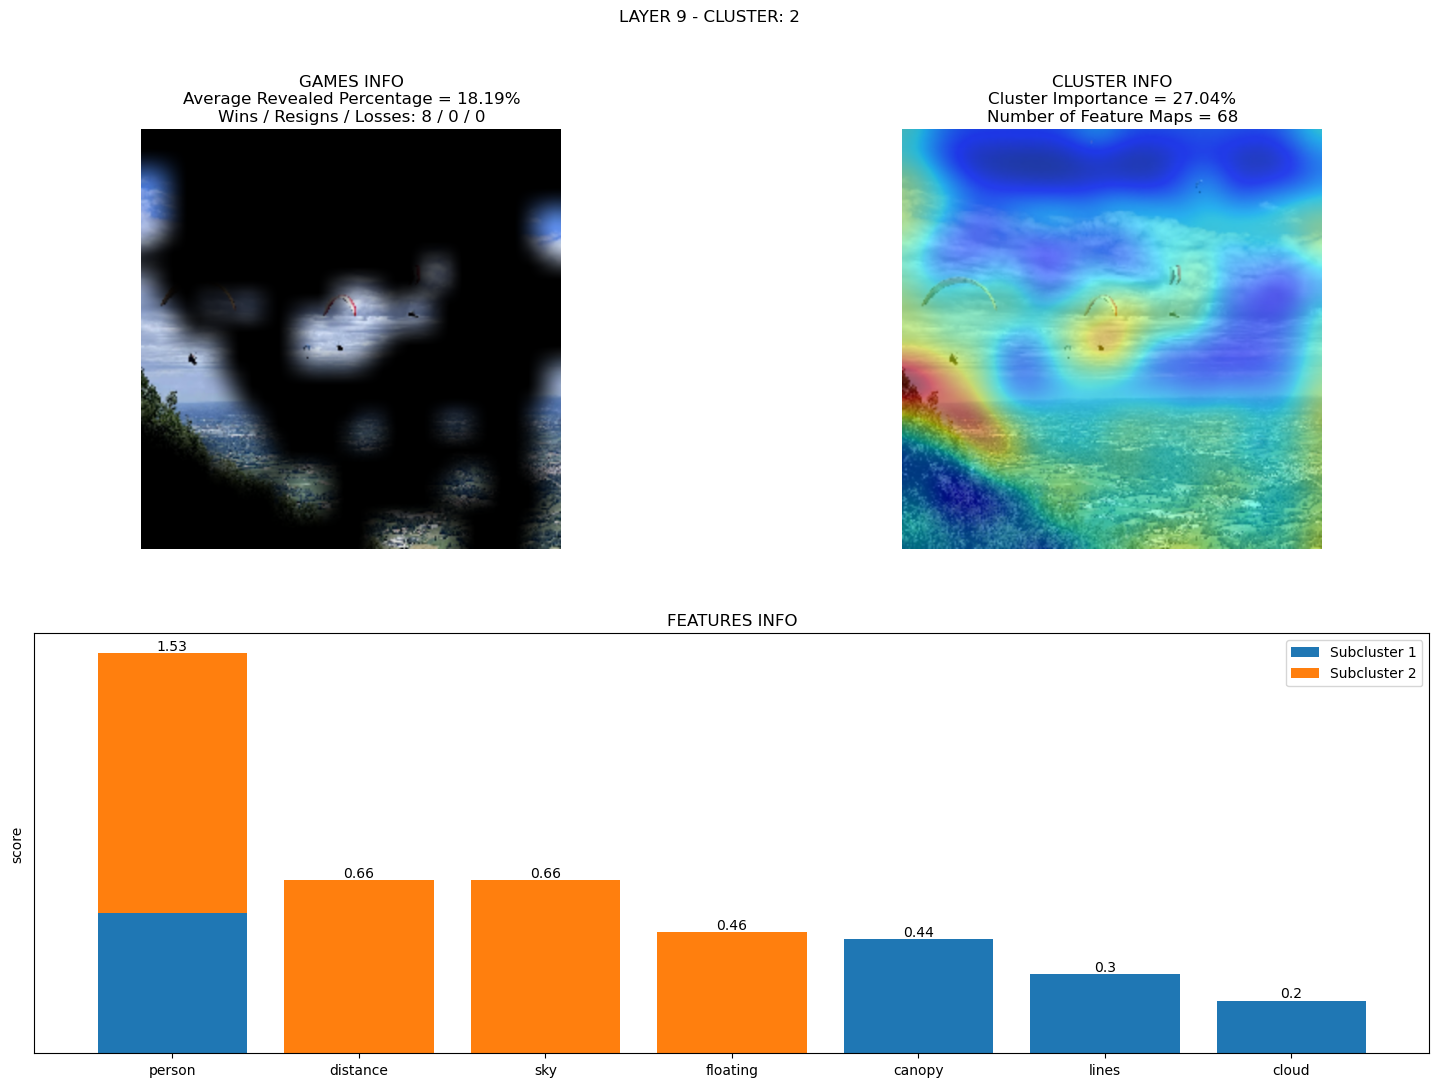 LAYER 9 - CLUSTER: 2
GAMES INFO
Average Revealed Percentage = 18.19%
Wins / Resigns / Losses: 8 / 0 / 0
CLUSTER INFO
Cluster Importance = 27.04%
Number of Feature Maps = 68
FEATURES INFO
Subcluster 1
Subcluster 2
score
1.53
0.66
0.66
0.46
0.44
0.3
0.2
person
distance
sky
floating
canopy
lines
cloud